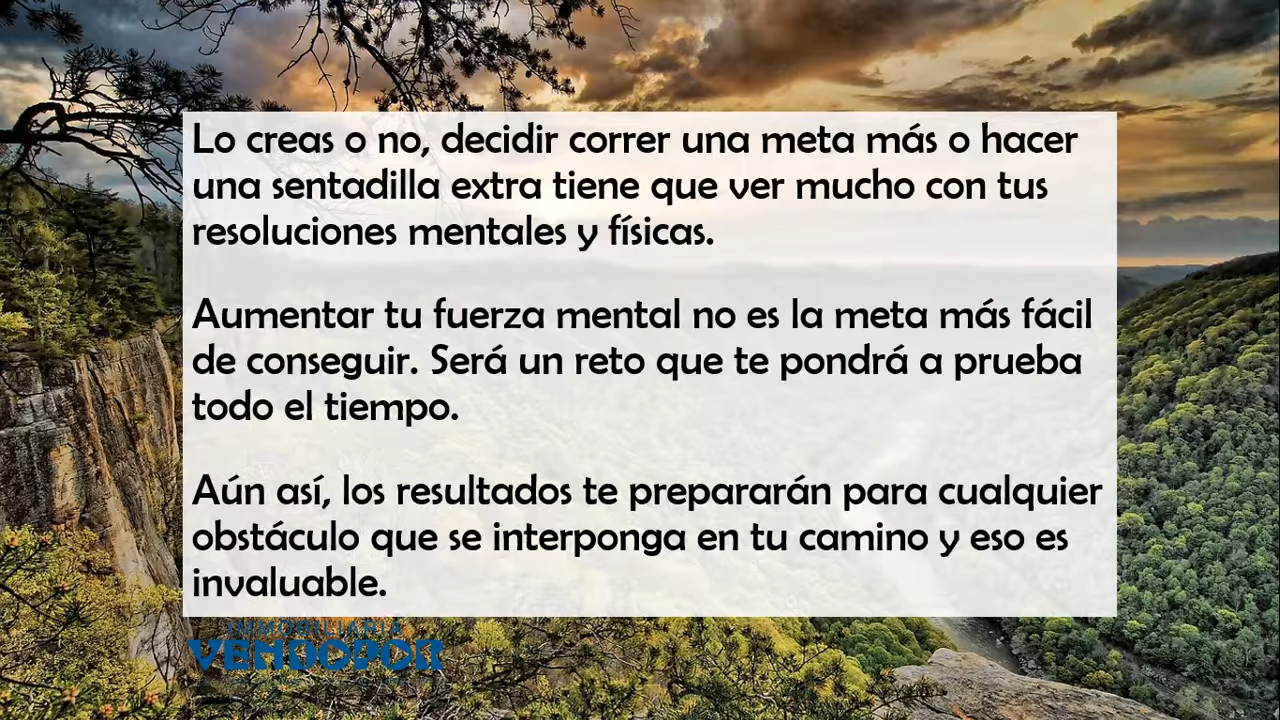 Lo creas o no, decidir correr una meta más o hacer
una sentadilla extra tiene que ver mucho con tus
resoluciones mentales y físicas.
Aumentar tu fuerza mental no es la meta más fácil
de conseguir. Será un reto que te pondrá a prueba
todo el tiempo.
Aún así, los resultados te prepararán para cualquier
obstáculo que se interponga en tu camino y eso es
invaluable.
IMMOBILIARIA
VENDOPOR